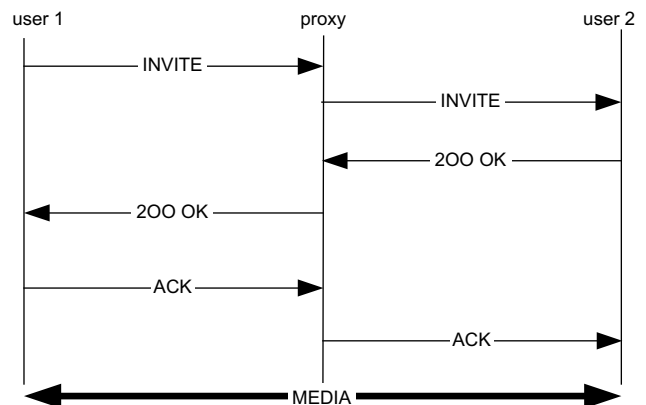 user 1
proxy
user 2
INVITE
INVITE
2OO OK
2OO OK
ACK
ACK
MEDIA